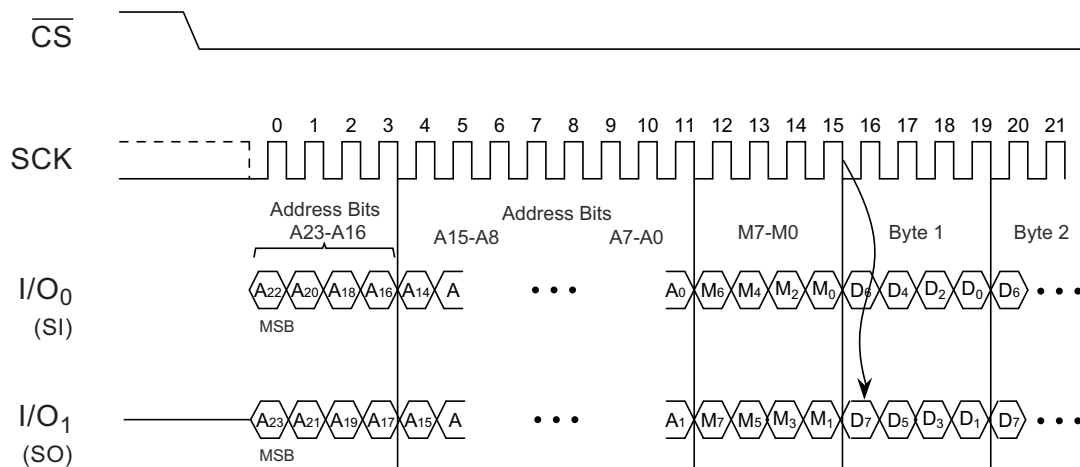 CS
0 1 2 3 4 5 6 7 8 9 10 11 12 13 14 15 16 17 18 19 20 21
SCK
Address Bits
A23-A16
Address Bits
A15-A8 A7-A0 M7-M0 Byte 1 Byte 2
I/O0 A22 A20 A18 A16 A14 A • • • A0 M6 M4 M2 M0 D6 D4 D2 D0 D6 • • •
(SI) MSB
I/O1 A23 A21 A19 A17 A15 A • • • A1 M7 M5 M3 M1 D7 D5 D3 D1 D7 • • •
(SO) MSB